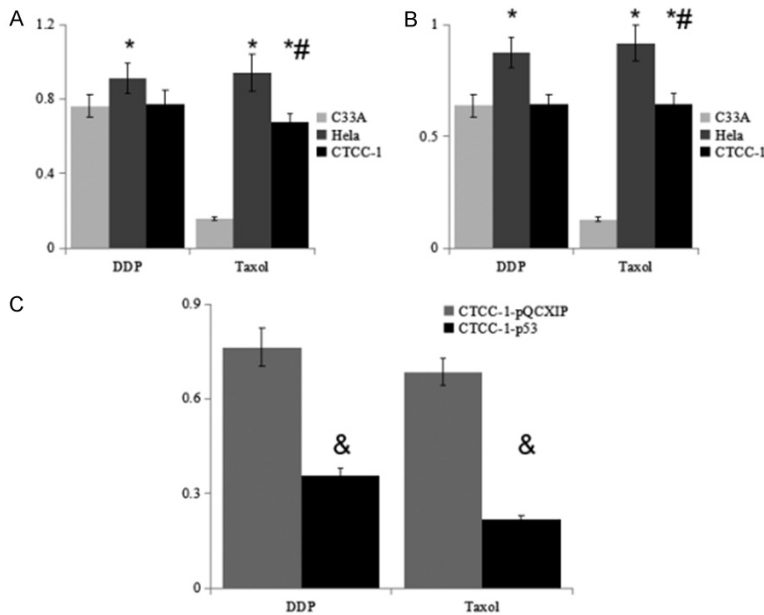 A
1.2
0.8
0.4
0
*
*
*#
C33A
Hela
CTCC-1
DDP Taxol
B
1
0.5
0
*
*
*#
C33A
Hela
CTCC-1
DDP Taxol
C
0.9
0.6
0.3
0
CTCC-1-pQCXIP
CTCC-1-p53
&
&
DDP Taxol